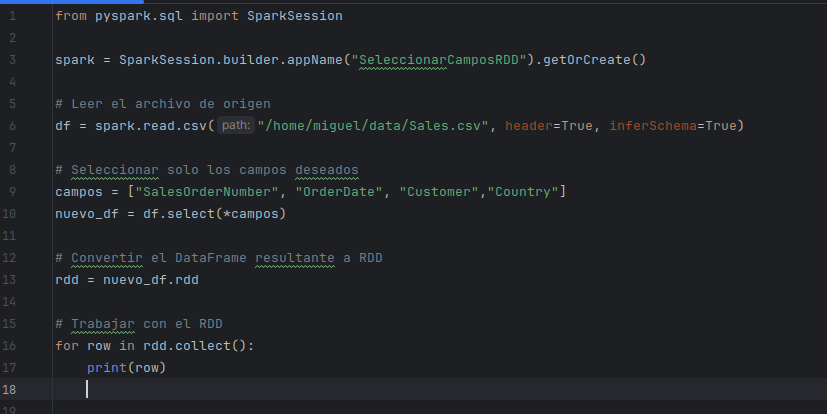 1 from pyspark.sql import SparkSession
2
3 spark = SparkSession.builder.appName("SeleccionarCamposRDD").getOrCreate()
4
5 # Leer el archivo de origen
6 df = spark.read.csv( path: "/home/miguel/data/Sales.csv", header=True, inferSchema=True)
7
8 # Seleccionar solo los campos deseados
9 campos = ["SalesOrderNumber", "OrderDate", "Customer","Country"]
10 nuevo_df = df.select(*campos)
11
12 # Convertir el DataFrame resultante a RDD
13 rdd = nuevo_df.rdd
14
15 # Trabajar con el RDD
16 for row in rdd.collect():
17     print(row)
18
19